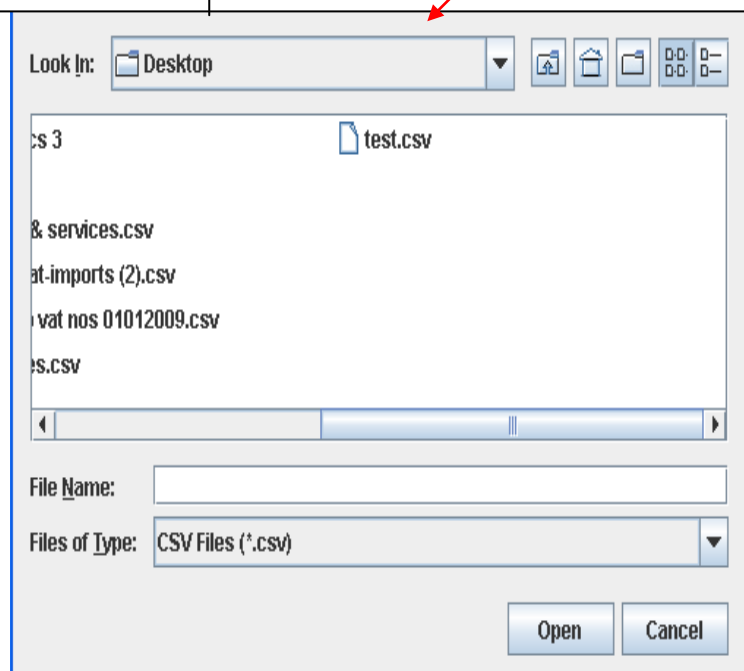 Look In: Desktop
cs 3
test.csv
& services.csv
at-imports (2).csv
vat nos 01012009.csv
es.csv
File Name:
Files of Type: CSV Files (*.csv)
Open Cancel